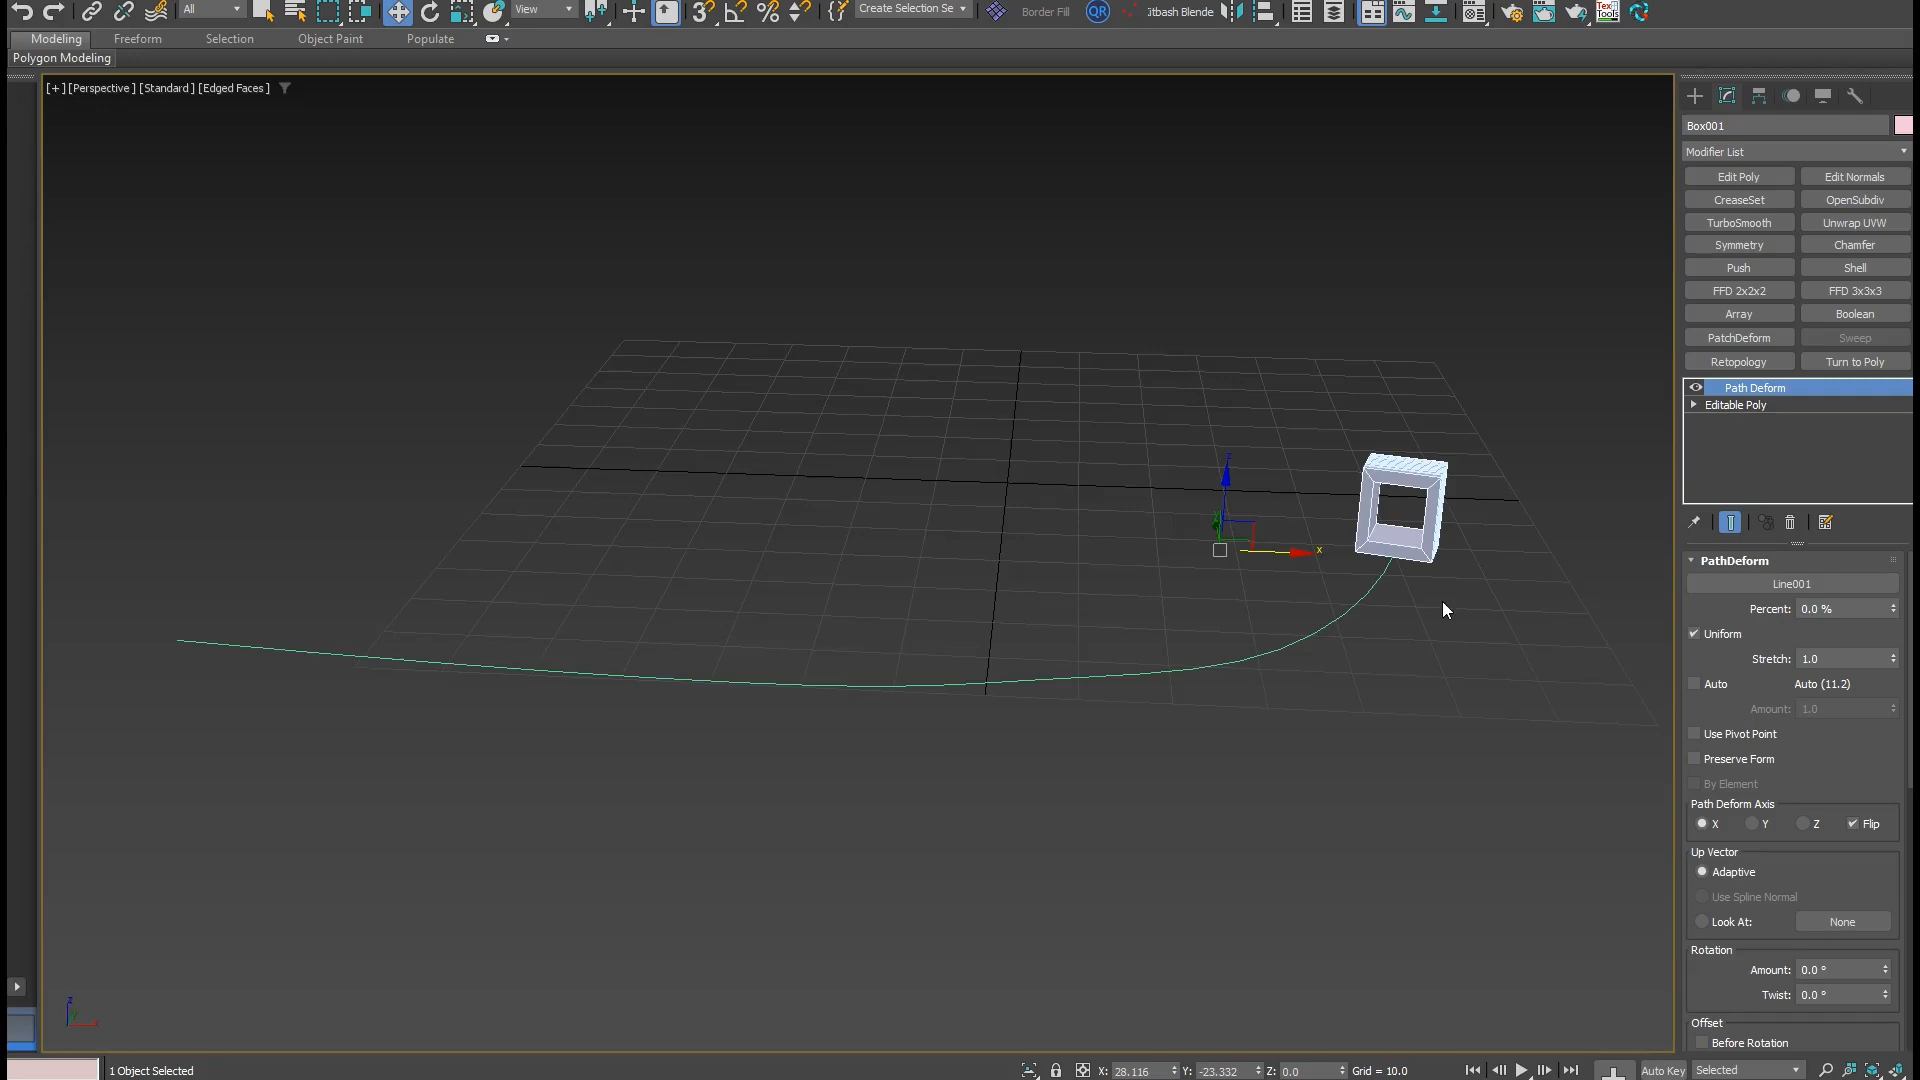 All
View
Create Selection Se
Border Fill
QR
itbash Blende
Modeling
Freeform
Selection
Object Paint
Populate
Polygon Modeling
[+] [Perspective ] [Standard ] [Edged Faces ]
z
y
x
z
Box001
Modifier List
Edit Poly
Edit Normals
CreaseSet
OpenSubdiv
TurboSmooth
Unwrap UVW
Symmetry
Chamfer
Push
Shell
FFD 2x2x2
FFD 3x3x3
Array
Boolean
PatchDeform
Sweep
Retopology
Turn to Poly
Path Deform
Editable Poly
PathDeform
Line001
Percent: 0.0 %
Uniform
Stretch: 1.0
Auto Auto (11.2)
Amount: 1.0
Use Pivot Point
Preserve Form
By Element
Path Deform Axis
X Y Z Flip
Up Vector
Adaptive
Use Spline Normal
Look At: None
Rotation
Amount: 0.0 °
Twist: 0.0 °
Offset
Before Rotation
1 Object Selected
X: 28.116 Y: -23.332 Z: 0.0 Grid = 10.0
Auto Key Selected